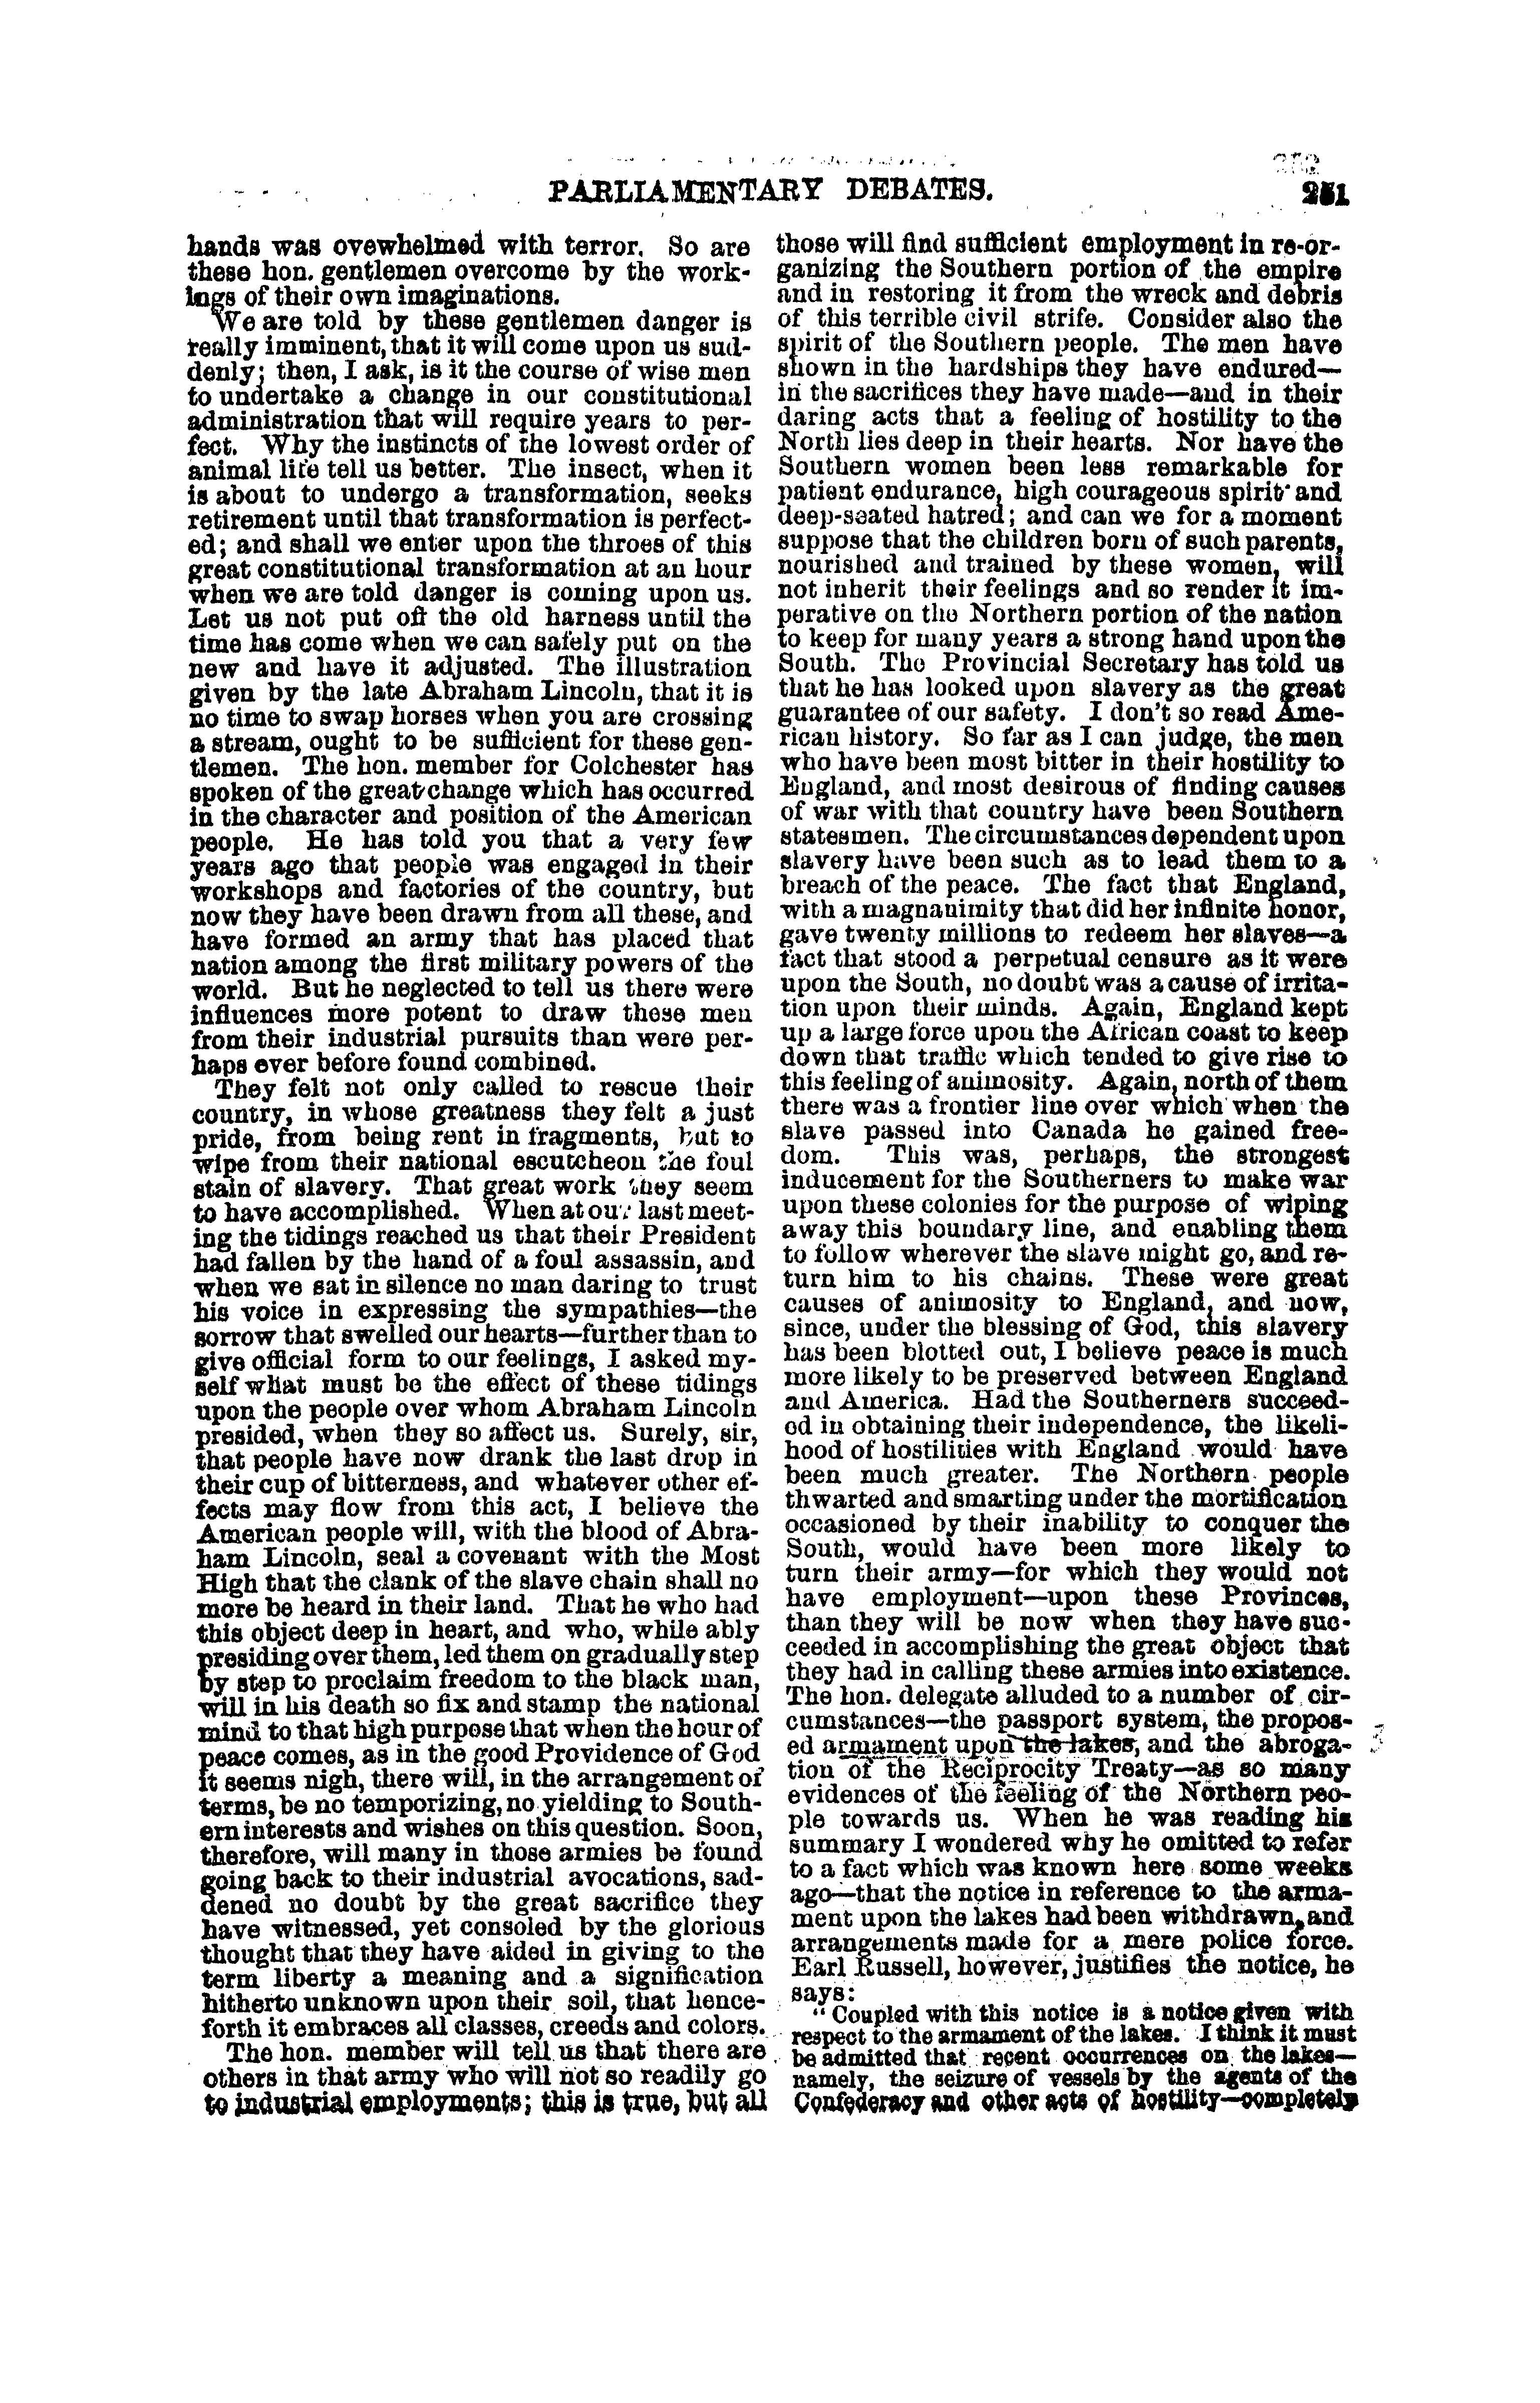 PARLIAMENTARY DEBATES.
251
hands was ovewhelmed with terror. So are
these hon. gentlemen overcome by the work-
ings of their own imaginations.
We are told by these gentlemen danger is
really imminent, that it will come upon us sud-
denly; then, I ask, is it the course of wise men
to undertake a change in our constitutional
administration that will require years to per-
fect. Why the instincts of the lowest order of
animal life tell us better. The insect, when it
is about to undergo a transformation, seeks
retirement until that transformation is perfect-
ed; and shall we enter upon the throes of this
great constitutional transformation at an hour
when we are told danger is coming upon us.
Let us not put off the old harness until the
time has come when we can safely put on the
new and have it adjusted. The illustration
given by the late Abraham Lincoln, that it is
no time to swap horses when you are crossing
a stream, ought to be sufficient for these gen-
tlemen. The hon. member for Colchester has
spoken of the great change which has occurred
in the character and position of the American
people. He has told you that a very few
years ago that people was engaged in their
workshops and factories of the country, but
now they have been drawn from all these, and
have formed an army that has placed that
nation among the first military powers of the
world. But he neglected to tell us there were
influences more potent to draw these men
from their industrial pursuits than were per-
haps ever before found combined.
They felt not only called to rescue their
country, in whose greatness they felt a just
pride, from being rent in fragments, but to
wipe from their national escutcheon the foul
stain of slavery. That great work they seem
to have accomplished. When at our last meet-
ing the tidings reached us that their President
had fallen by the hand of a foul assassin, and
when we sat in silence no man daring to trust
his voice in expressing the sympathies—the
sorrow that swelled our hearts—further than to
give official form to our feelings, I asked my-
self what must be the effect of these tidings
upon the people over whom Abraham Lincoln
presided, when they so affect us. Surely, sir,
that people have now drank the last drop in
their cup of bitterness, and whatever other ef-
fects may flow from this act, I believe the
American people will, with the blood of Abra-
ham Lincoln, seal a covenant with the Most
High that the clank of the slave chain shall no
more be heard in their land. That he who had
this object deep in heart, and who, while ably
presiding over them, led them on gradually step
by step to proclaim freedom to the black man,
will in his death so fix and stamp the national
mind to that high purpose that when the hour of
peace comes, as in the good Providence of God
it seems nigh, there will, in the arrangement of
terms, be no temporizing, no yielding to South-
ern interests and wishes on this question. Soon,
therefore, will many in those armies be found
going back to their industrial avocations, sad-
dened no doubt by the great sacrifice they
have witnessed, yet consoled by the glorious
thought that they have aided in giving to the
term liberty a meaning and a signification
hitherto unknown upon their soil, that hence-
forth it embraces all classes, creeds and colors.
The hon. member will tell us that there are
others in that army who will not so readily go
to industrial employments; this is true, but all
those will find sufficient employment in re-or-
ganizing the Southern portion of the empire
and in restoring it from the wreck and debris
of this terrible civil strife. Consider also the
spirit of the Southern people. The men have
shown in the hardships they have endured—
in the sacrifices they have made—and in their
daring acts that a feeling of hostility to the
North lies deep in their hearts. Nor have the
Southern women been less remarkable for
patient endurance, high courageous spirit and
deep-seated hatred; and can we for a moment
suppose that the children born of such parents,
nourished and trained by these women, will
not inherit their feelings and so render it im-
perative on the Northern portion of the nation
to keep for many years a strong hand upon the
South. The Provincial Secretary has told us
that he has looked upon slavery as the great
guarantee of our safety. I don't so read Ame-
rican history. So far as I can judge, the men
who have been most bitter in their hostility to
England, and most desirous of finding causes
of war with that country have been Southern
statesmen. The circumstances dependent upon
slavery have been such as to lead them to a
breach of the peace. The fact that England,
with a magnanimity that did her infinite honor,
gave twenty millions to redeem her slaves—a
fact that stood a perpetual censure as it were
upon the South, no doubt was a cause of irrita-
tion upon their minds. Again, England kept
up a large force upon the African coast to keep
down that traffic which tended to give rise to
this feeling of animosity. Again, north of them
there was a frontier line over which when the
slave passed into Canada he gained free-
dom. This was, perhaps, the strongest
inducement for the Southerners to make war
upon these colonies for the purpose of wiping
away this boundary line, and enabling them
to follow wherever the slave might go, and re-
turn him to his chains. These were great
causes of animosity to England, and now,
since, under the blessing of God, this slavery
has been blotted out, I believe peace is much
more likely to be preserved between England
and America. Had the Southerners succeed-
ed in obtaining their independence, the likeli-
hood of hostilities with England would have
been much greater. The Northern people
thwarted and smarting under the mortification
occasioned by their inability to conquer the
South, would have been more likely to
turn their army—for which they would not
have employment—upon these Provinces,
than they will be now when they have suc-
ceeded in accomplishing the great object that
they had in calling these armies into existence.
The hon. delegate alluded to a number of cir-
cumstances—the passport system, the propos-
ed armament upon the lakes, and the abroga-
tion of the Reciprocity Treaty—as so many
evidences of the feeling of the Northern peo-
ple towards us. When he was reading his
summary I wondered why he omitted to refer
to a fact which was known here some weeks
ago—that the notice in reference to the arma-
ment upon the lakes had been withdrawn, and
arrangements made for a mere police force.
Earl Russell, however, justifies the notice, he
says:
"Coupled with this notice is a notice given with
respect to the armament of the lakes. I think it must
be admitted that recent occurrences on the lakes—
namely, the seizure of vessels by the agents of the
Confederacy and other acts of hostility—completely